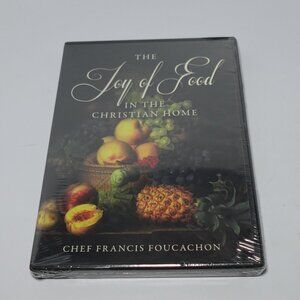 THE
Joy of Food
IN THE
CHRISTIAN HOME
CHEF FRANCIS FOUCACHON